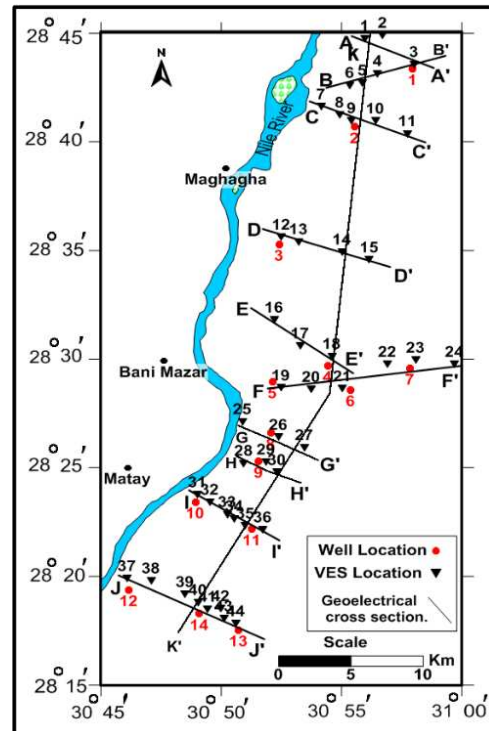 28° 45′
1 2
A
K
3
B'
4
A'
5
6
B
1
7
C
8
9
10
11
2
C'
28° 40′
N
Nile River
Maghagha
D
12
13
14
15
3
D'
28° 35′
E
16
17
18
E'
22
23
24
4
28° 30′
Bani Mazar
5
19
20
21
7
F
F'
6
25
G
26
8
27
G'
28
29
H
9
30
H'
28° 25′
Matay
31
32
I
33
34
35
36
10
11
I'
Well Location
VES Location
Geoelectrical
cross section.
Scale
0 5 10
Km
28° 20′
37
38
J
39
40
41
42
43
44
12
14
13
K'
J'
28° 15′
30° 45′ 30° 50′ 30° 55′ 31° 00′